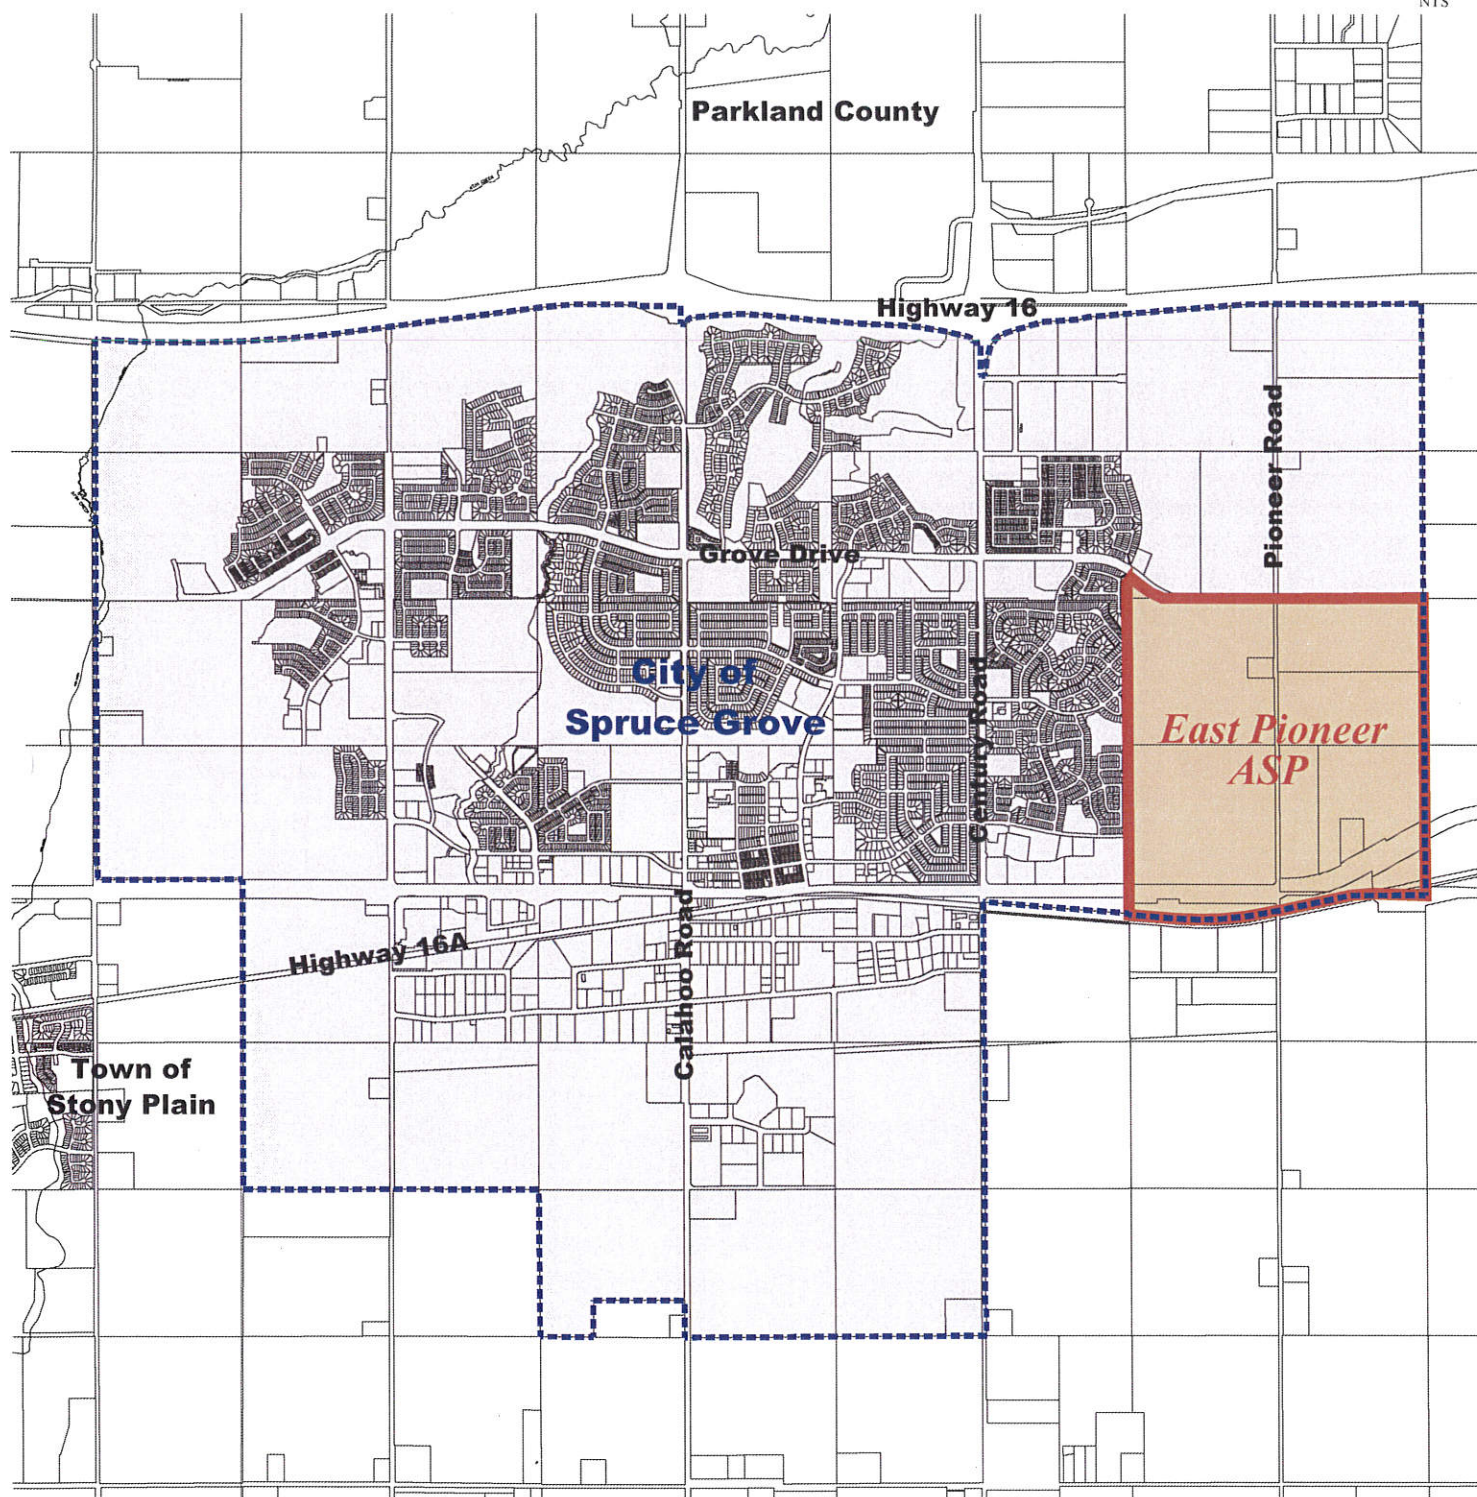 NTS
Parkland County
Highway 16
Pioneer Road
Grove Drive
City of
Spruce Grove
Century Road
East Pioneer
ASP
Calahoo Road
Highway 16A
Town of
Stony Plain